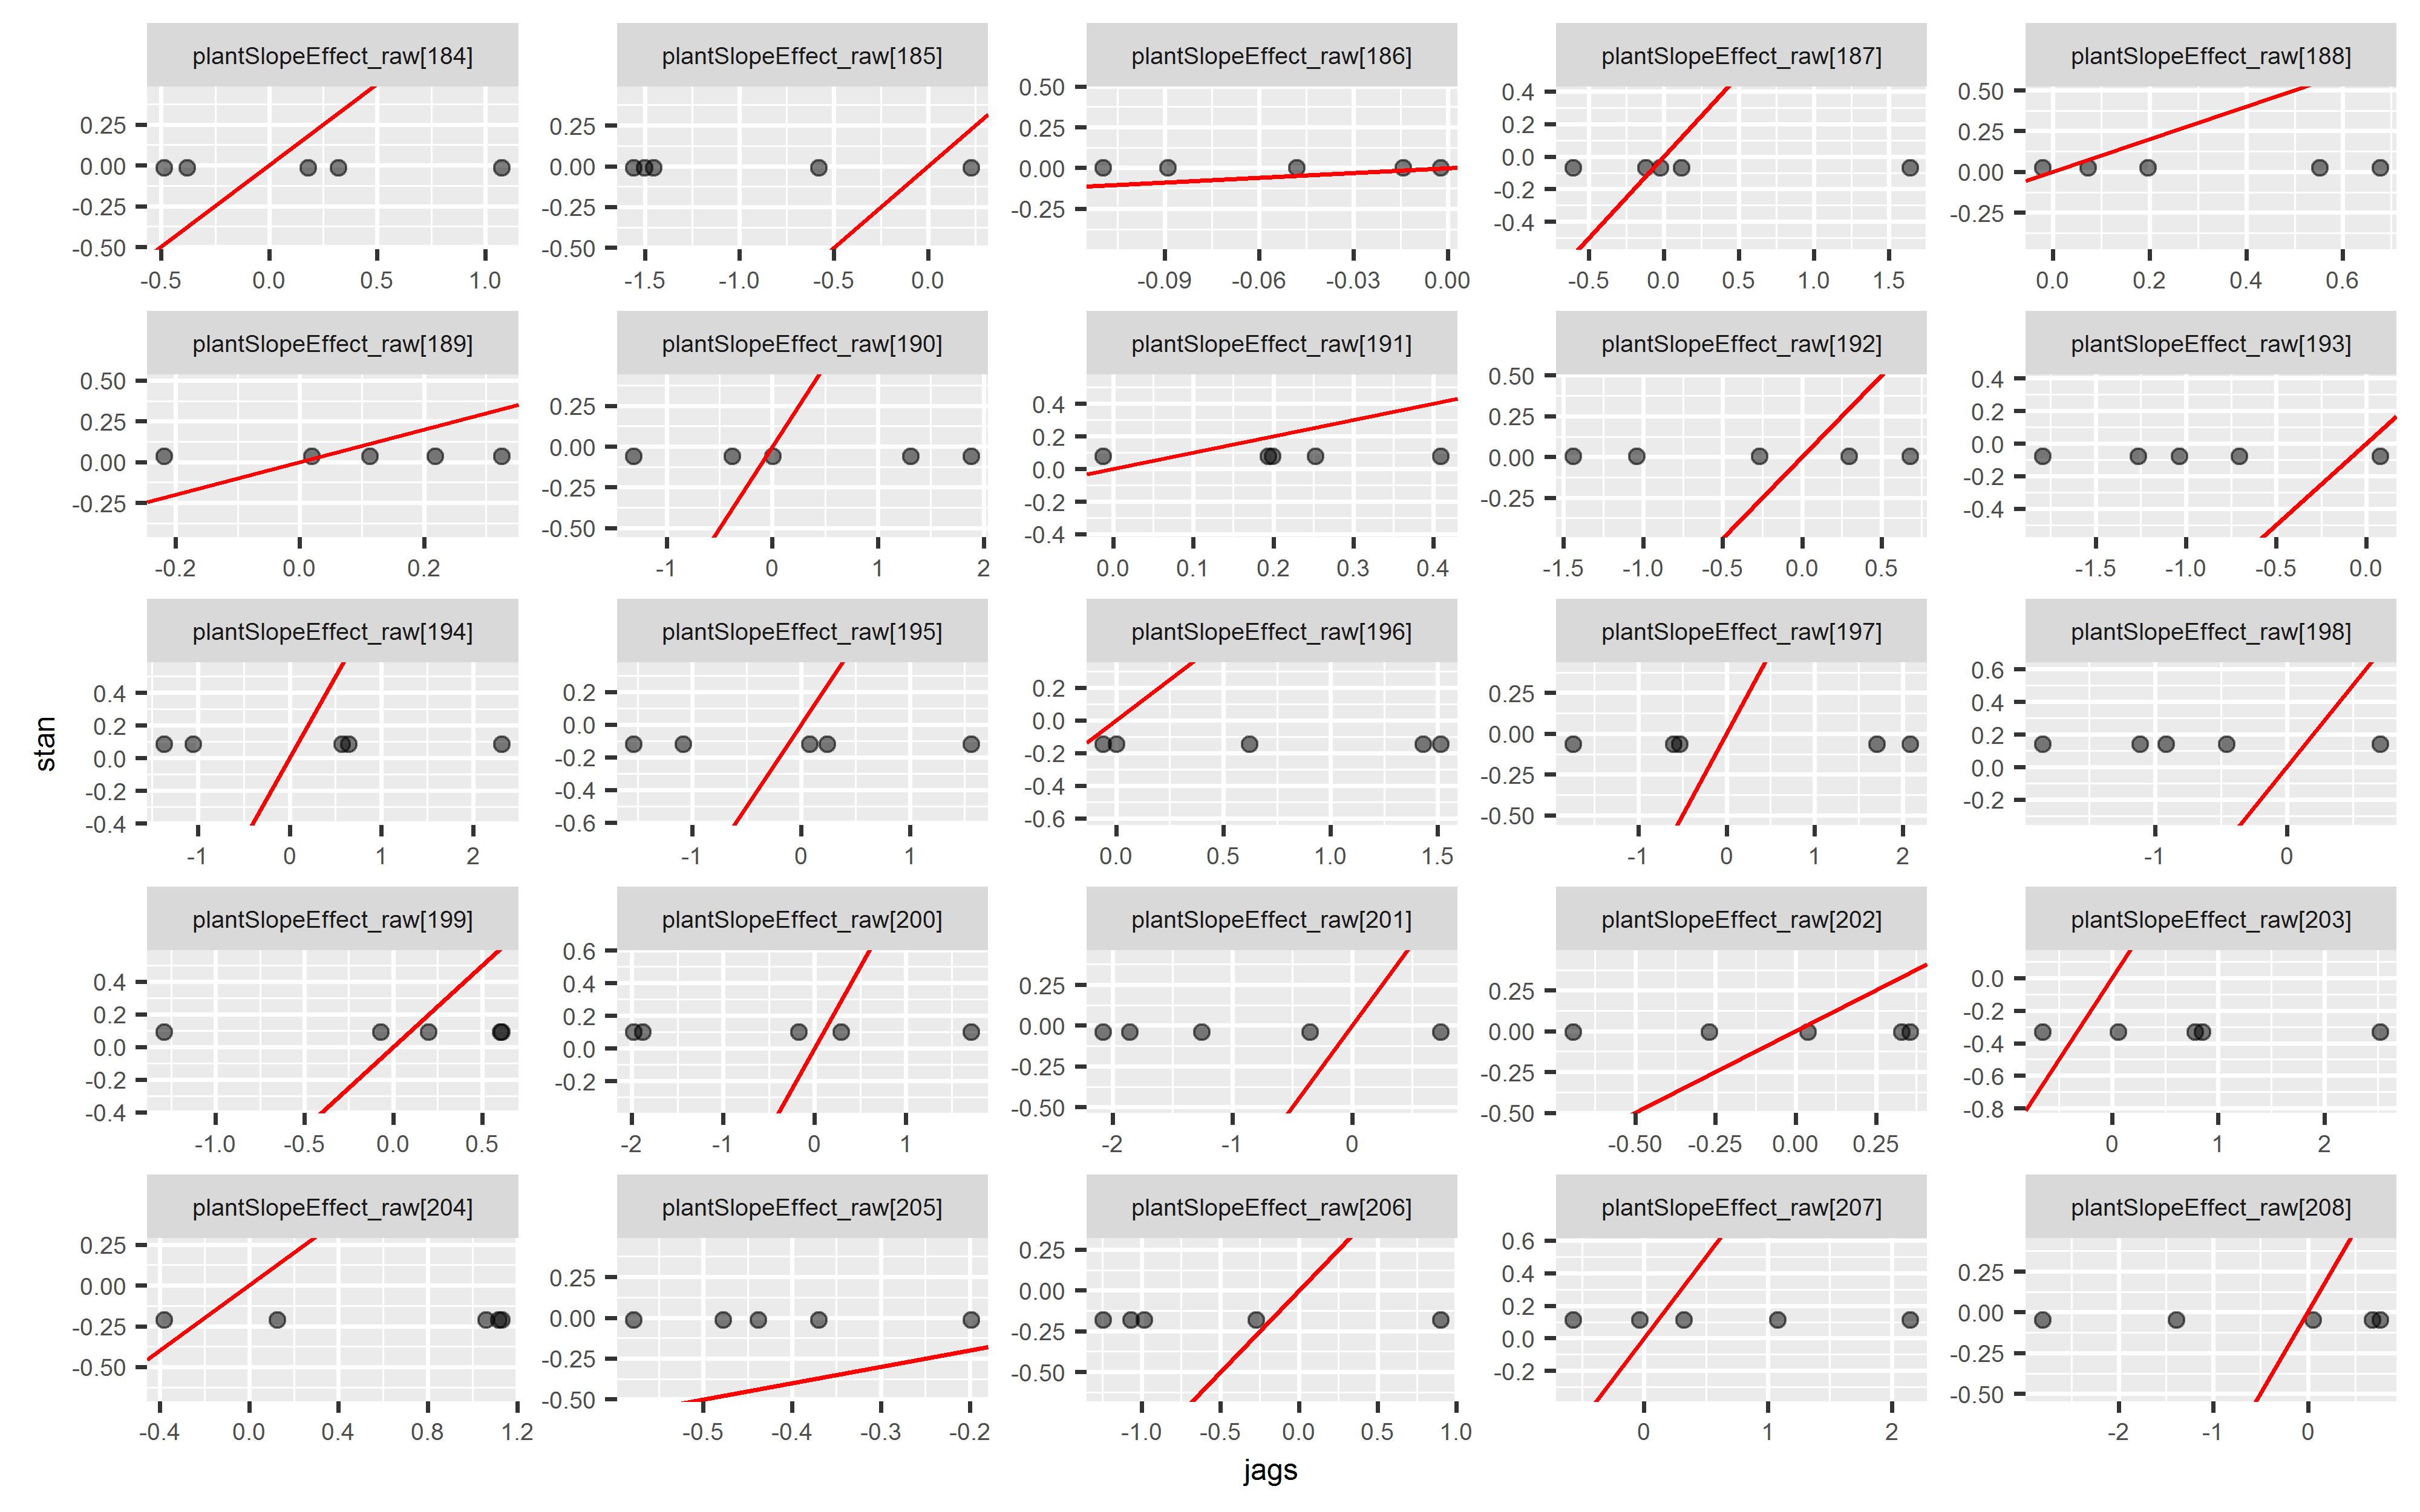 plantSlopeEffect_raw[184] plantSlopeEffect_raw[185] plantSlopeEffect_raw[186] plantSlopeEffect_raw[187] plantSlopeEffect_raw[188]
0.25 0.00 -0.25 -0.50
0.25 0.00 -0.25 -0.50
0.50 0.25 0.00 -0.25
0.4 0.2 0.0 -0.2 -0.4
0.50 0.25 0.00 -0.25
-0.5 0.0 0.5 1.0
-1.5 -1.0 -0.5 0.0
-0.09 -0.06 -0.03 0.00
-0.5 0.0 0.5 1.0 1.5
0.0 0.2 0.4 0.6
plantSlopeEffect_raw[189] plantSlopeEffect_raw[190] plantSlopeEffect_raw[191] plantSlopeEffect_raw[192] plantSlopeEffect_raw[193]
0.50 0.25 0.00 -0.25
0.25 0.00 -0.25 -0.50
0.4 0.2 0.0 -0.2 -0.4
0.50 0.25 0.00 -0.25
0.4 0.2 0.0 -0.2 -0.4
-0.2 0.0 0.2
-1 0 1 2
0.0 0.1 0.2 0.3 0.4
-1.5 -1.0 -0.5 0.0 0.5
-1.5 -1.0 -0.5 0.0
plantSlopeEffect_raw[194] plantSlopeEffect_raw[195] plantSlopeEffect_raw[196] plantSlopeEffect_raw[197] plantSlopeEffect_raw[198]
0.4 0.2 0.0 -0.2 -0.4
0.2 0.0 -0.2 -0.4 -0.6
0.2 0.0 -0.2 -0.4 -0.6
0.25 0.00 -0.25 -0.50
0.6 0.4 0.2 0.0 -0.2
-1 0 1 2
-1 0 1
0.0 0.5 1.0 1.5
-1 0 1 2
-1 0
stan
plantSlopeEffect_raw[199] plantSlopeEffect_raw[200] plantSlopeEffect_raw[201] plantSlopeEffect_raw[202] plantSlopeEffect_raw[203]
0.4 0.2 0.0 -0.2 -0.4
0.6 0.4 0.2 0.0 -0.2
0.25 0.00 -0.25 -0.50
0.25 0.00 -0.25 -0.50
0.0 -0.2 -0.4 -0.6 -0.8
-1.0 -0.5 0.0 0.5
-2 -1 0 1
-2 -1 0
-0.50 -0.25 0.00 0.25
0 1 2
plantSlopeEffect_raw[204] plantSlopeEffect_raw[205] plantSlopeEffect_raw[206] plantSlopeEffect_raw[207] plantSlopeEffect_raw[208]
0.25 0.00 -0.25 -0.50
0.25 0.00 -0.25 -0.50
0.25 0.00 -0.25 -0.50
0.6 0.4 0.2 0.0 -0.2
0.25 0.00 -0.25 -0.50
-0.4 0.0 0.4 0.8 1.2
-0.5 -0.4 -0.3 -0.2
-1.0 -0.5 0.0 0.5 1.0
0 1 2
-2 -1 0
jags